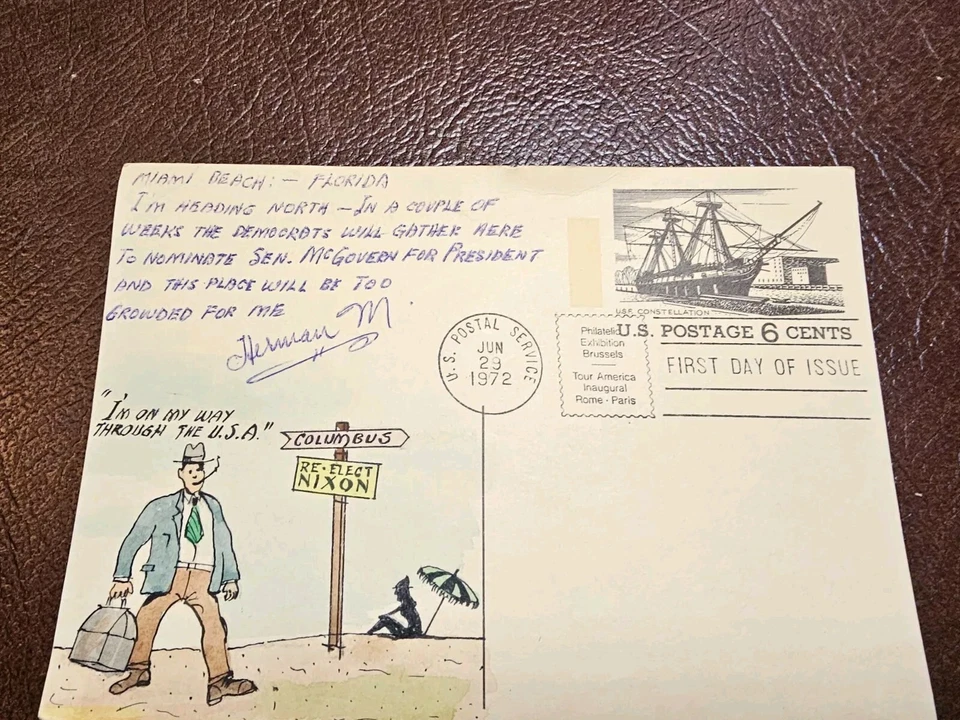 MIAMI BEACH: – FLORIDA
I'M HEADING NORTH – IN A COUPLE OF
WEEKS THE DEMOCRATS WILL GATHER HERE
TO NOMINATE SEN. McGOVERN FOR PRESIDENT
AND THIS PLACE WILL BE TOO
CROWDED FOR ME
Herman M.
"I'M ON MY WAY
THROUGH THE U.S.A."
COLUMBUS
RE-ELECT
NIXON
USF CONSTELLATION
U.S. POSTAGE 6 CENTS
FIRST DAY OF ISSUE
U.S. POSTAL SERVICE
JUN
29
1972
Philatelic
Exhibition
Brussels
Tour America
Inaugural
Rome - Paris